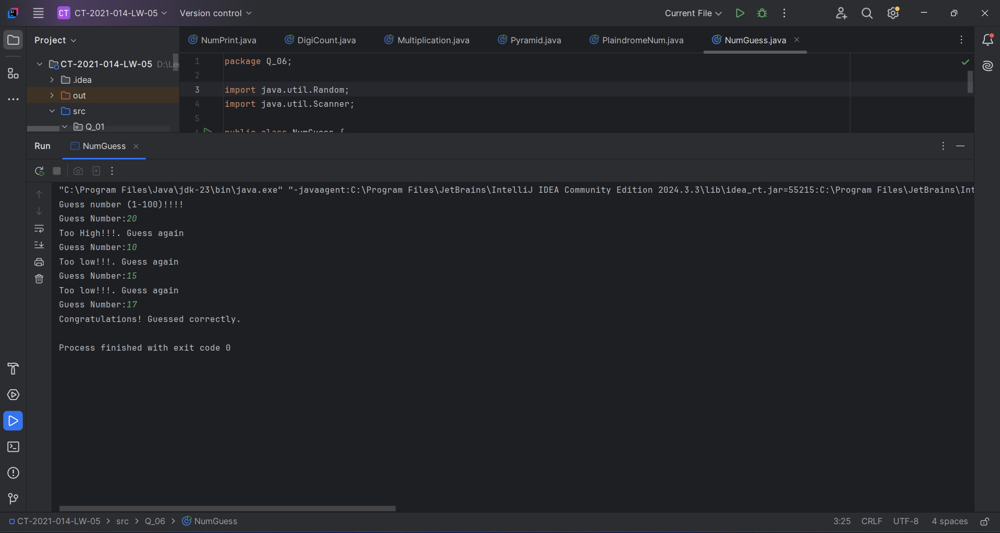 CT CT-2021-014-LW-05 Version control Current File
Project
NumPrint.java DigiCount.java Multiplication.java Pyramid.java PlaindromeNum.java NumGuess.java
CT-2021-014-LW-05 D:\Le
.idea
out
src
Q_01
1 package Q_06;
2
3 import java.util.Random;
4 import java.util.Scanner;
5
6 public class NumGuess {
Run NumGuess
"C:\Program Files\Java\jdk-23\bin\java.exe" "-javaagent:C:\Program Files\JetBrains\IntelliJ IDEA Community Edition 2024.3.3\lib\idea_rt.jar=55215:C:\Program Files\JetBrains\Int
Guess number (1-100)!!!!
Guess Number:20
Too High!!!. Guess again
Guess Number:10
Too low!!!. Guess again
Guess Number:15
Too low!!!. Guess again
Guess Number:17
Congratulations! Guessed correctly.
Process finished with exit code 0
CT-2021-014-LW-05 > src > Q_06 > NumGuess 3:25 CRLF UTF-8 4 spaces